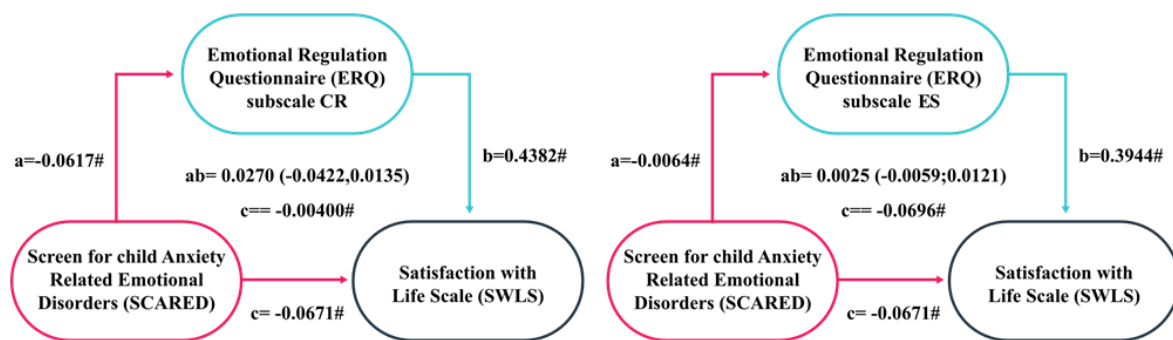 Emotional Regulation
Questionnaire (ERQ)
subscale CR
a=-0.0617#
b=0.4382#
ab= 0.0270 (-0.0422,0.0135)
c== -0.00400#
Screen for child Anxiety
Related Emotional
Disorders (SCARED)
Satisfaction with
Life Scale (SWLS)
c= -0.0671#
Emotional Regulation
Questionnaire (ERQ)
subscale ES
a=-0.0064#
b=0.3944#
ab= 0.0025 (-0.0059;0.0121)
c== -0.0696#
Screen for child Anxiety
Related Emotional
Disorders (SCARED)
Satisfaction with
Life Scale (SWLS)
c= -0.0671#